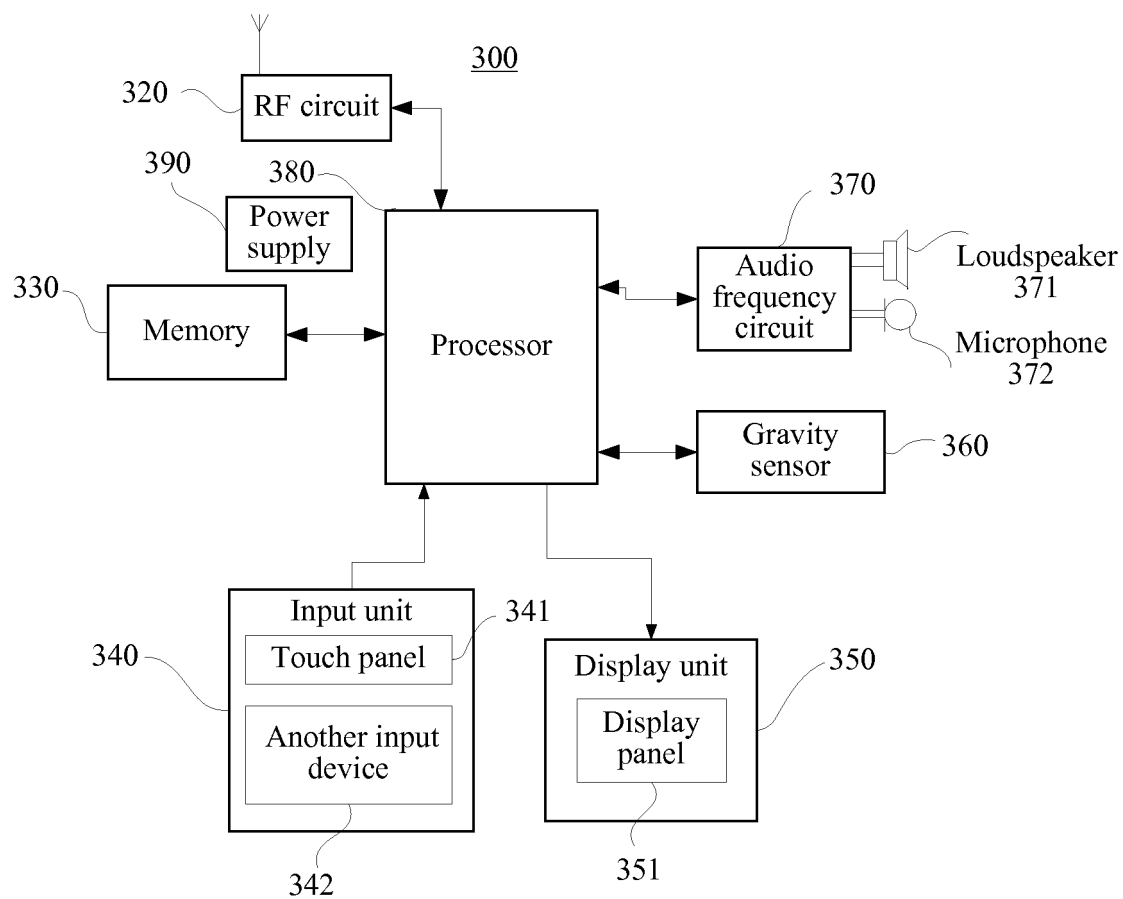 300
320
RF circuit
390
380
370
Power
supply
Loudspeaker
371
Audio
frequency
circuit
330
Memory
Processor
Microphone
372
Gravity
sensor
360
Input unit
341
340
Touch panel
Another input
device
342
Display unit
350
Display
panel
351